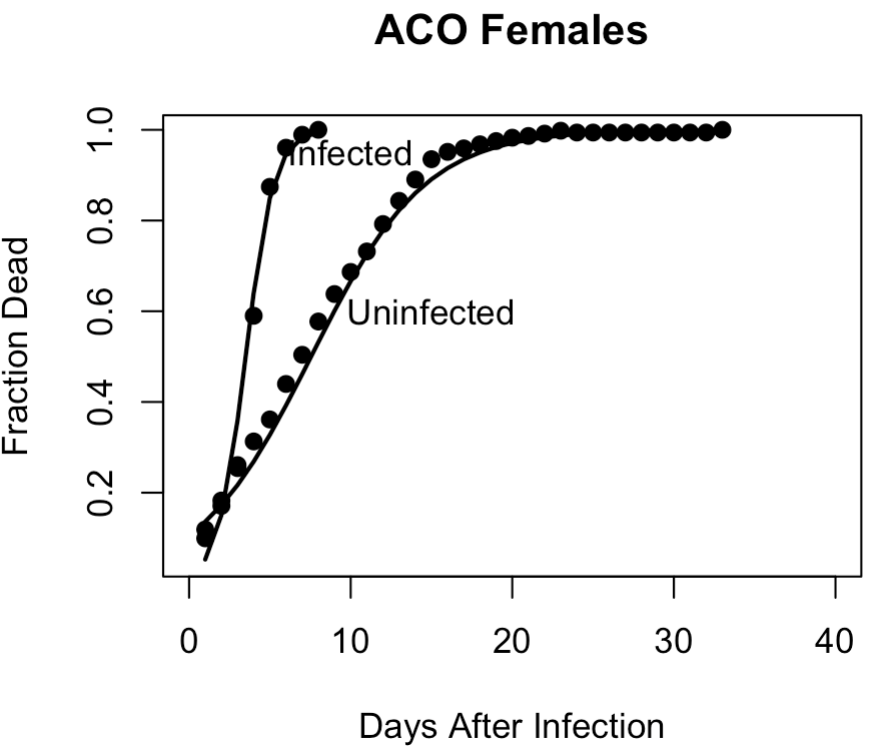 ACO Females
Fraction Dead
1.0
0.8
0.6
0.4
0.2
Infected
Uninfected
0 10 20 30 40
Days After Infection